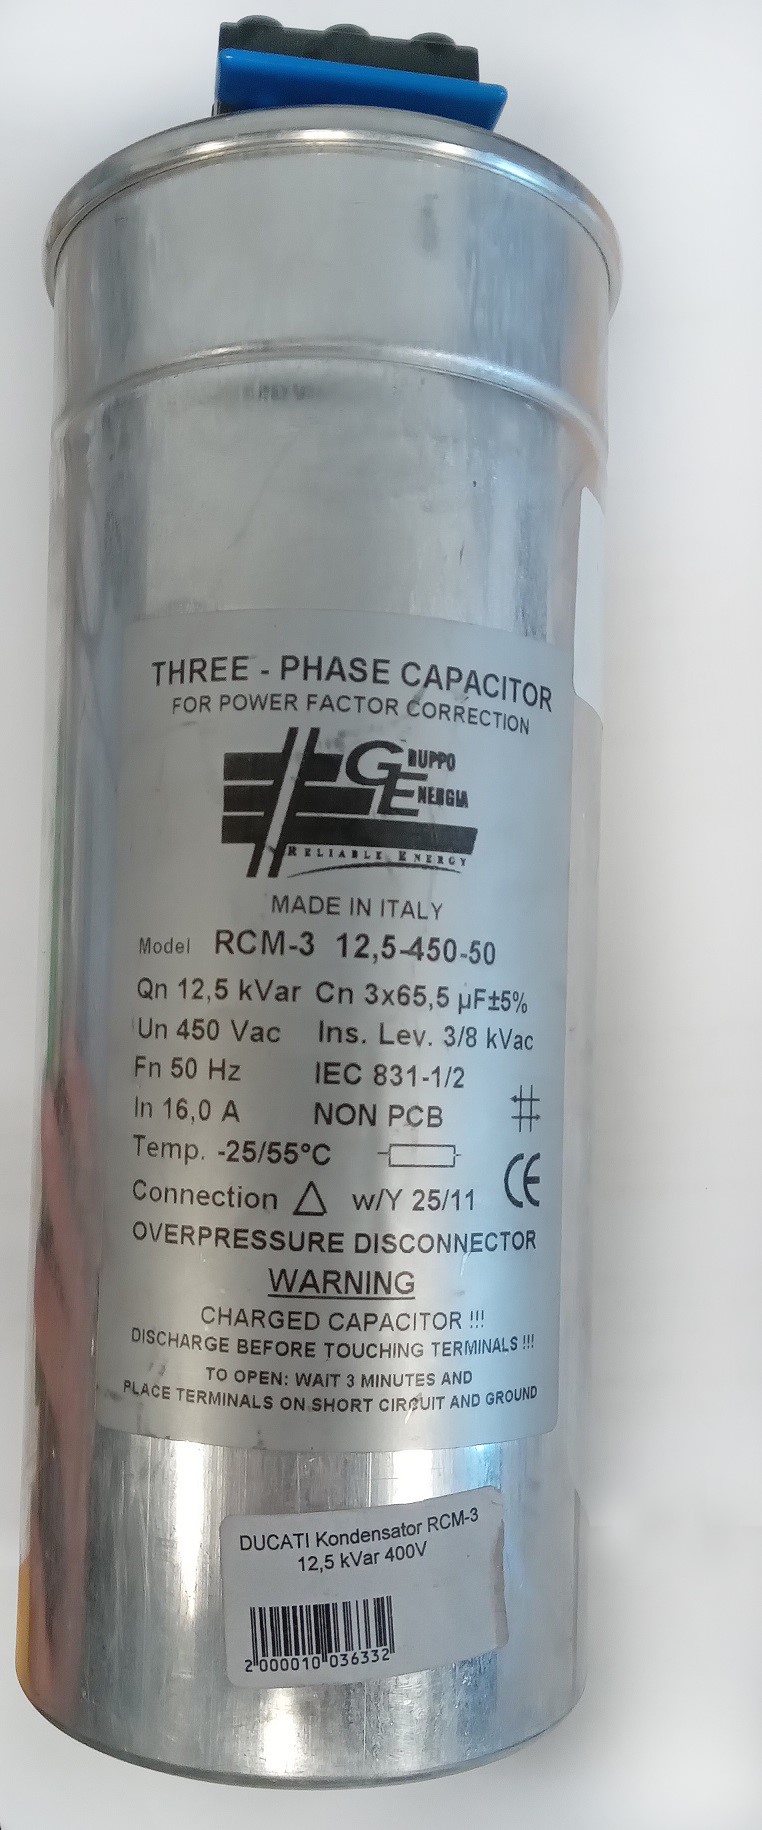 THREE - PHASE CAPACITOR
FOR POWER FACTOR CORRECTION
GRUPPO
ENERGIA
RELIABLE ENERGY
MADE IN ITALY
Model RCM-3 12,5-450-50
Qn 12,5 kVar Cn 3x65,5 µF±5%
Un 450 Vac Ins. Lev. 3/8 kVac
Fn 50 Hz IEC 831-1/2
In 16,0 A NON PCB
Temp. -25/55°C
CE
Connection △ w/Y 25/11
OVERPRESSURE DISCONNECTOR
WARNING
CHARGED CAPACITOR !!!
DISCHARGE BEFORE TOUCHING TERMINALS !!!
TO OPEN: WAIT 3 MINUTES AND
PLACE TERMINALS ON SHORT CIRCUIT AND GROUND
DUCATI Kondensator RCM-3
12,5 kVar 400V
2 000010 036332